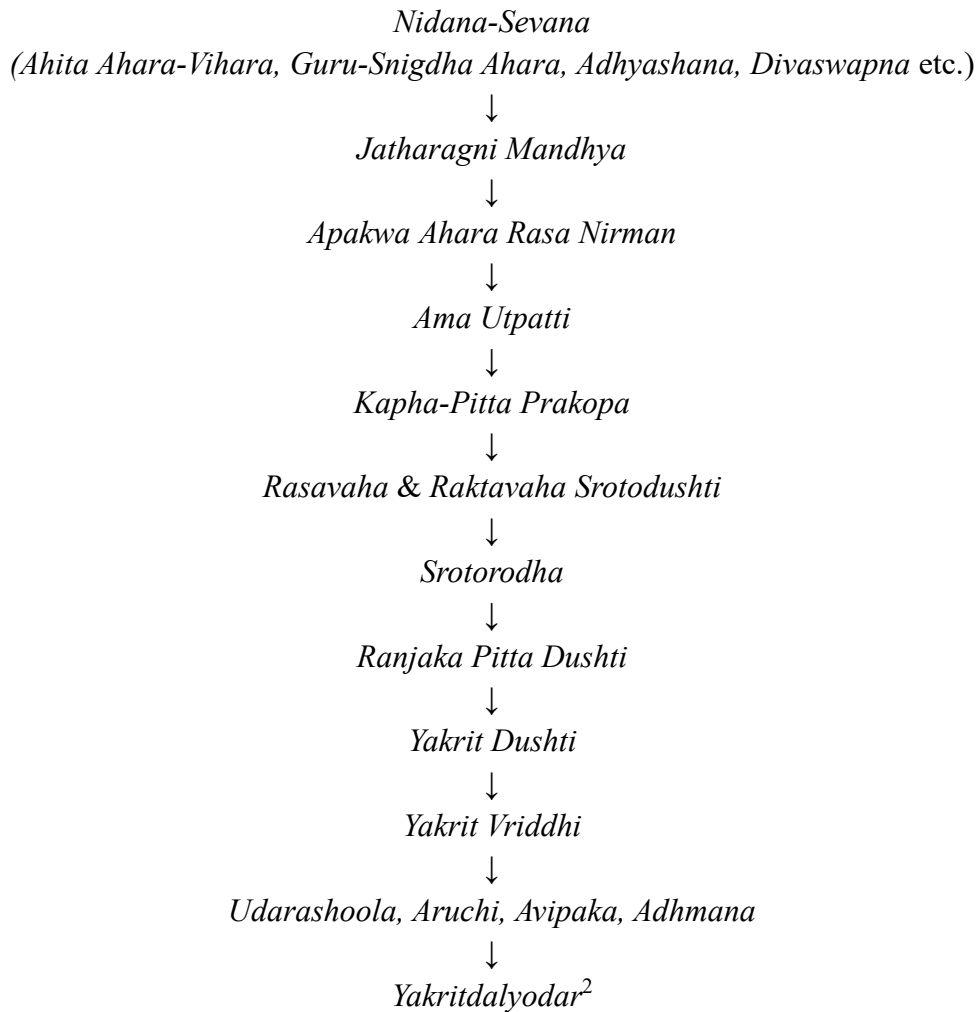 Nidana-Sevana
(Ahita Ahara-Vihara, Guru-Snigdha Ahara, Adhyashana, Divaswapna etc.)
↓
Jatharagni Mandhya
↓
Apakwa Ahara Rasa Nirman
↓
Ama Utpatti
↓
Kapha-Pitta Prakopa
↓
Rasavaha & Raktavaha Srotodushti
↓
Srotorodha
↓
Ranjaka Pitta Dushti
↓
Yakrit Dushti
↓
Yakrit Vriddhi
↓
Udarashoola, Aruchi, Avipaka, Adhmana
↓
Yakritdalyodar²